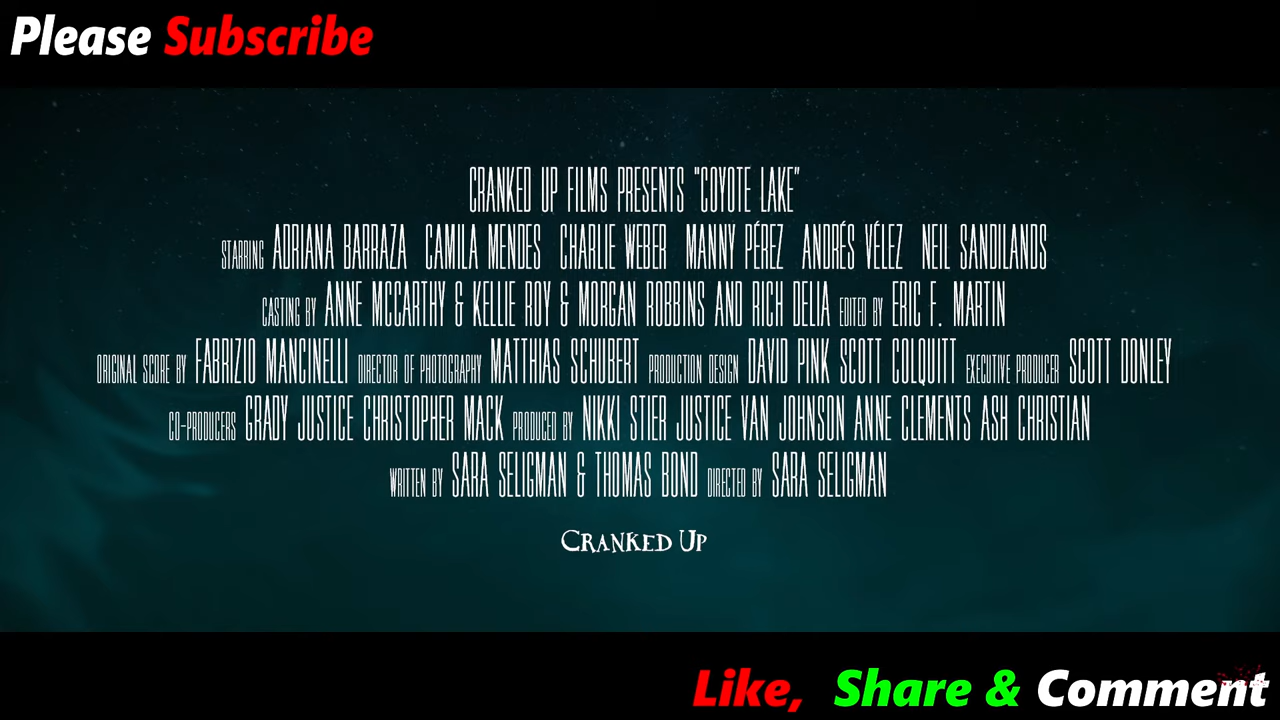 Please Subscribe
CRANKED UP FILMS PRESENTS "COYOTE LAKE"
STARRING ADRIANA BARRAZA CAMILA MENDES CHARLIE WEBER MANNY PÉREZ ANDRÉS VÉLEZ NEIL SANDILANDS
CASTING BY ANNE MCCARTHY & KELLIE ROY & MORGAN ROBBINS AND RICH DELIA EDITED BY ERIC F. MARTIN
ORIGINAL SCORE BY FABRIZIO MANCINELLI DIRECTOR OF PHOTOGRAPHY MATTHIAS SCHUBERT PRODUCTION DESIGN DAVID PINK SCOTT COLQUITT EXECUTIVE PRODUCER SCOTT DONLEY
CO-PRODUCERS GRADY JUSTICE CHRISTOPHER MACK PRODUCED BY NIKKI STIER JUSTICE VAN JOHNSON ANNE CLEMENTS ASH CHRISTIAN
WRITTEN BY SARA SELIGMAN & THOMAS BOND DIRECTED BY SARA SELIGMAN
CRANKED UP
Like, Share & Comment